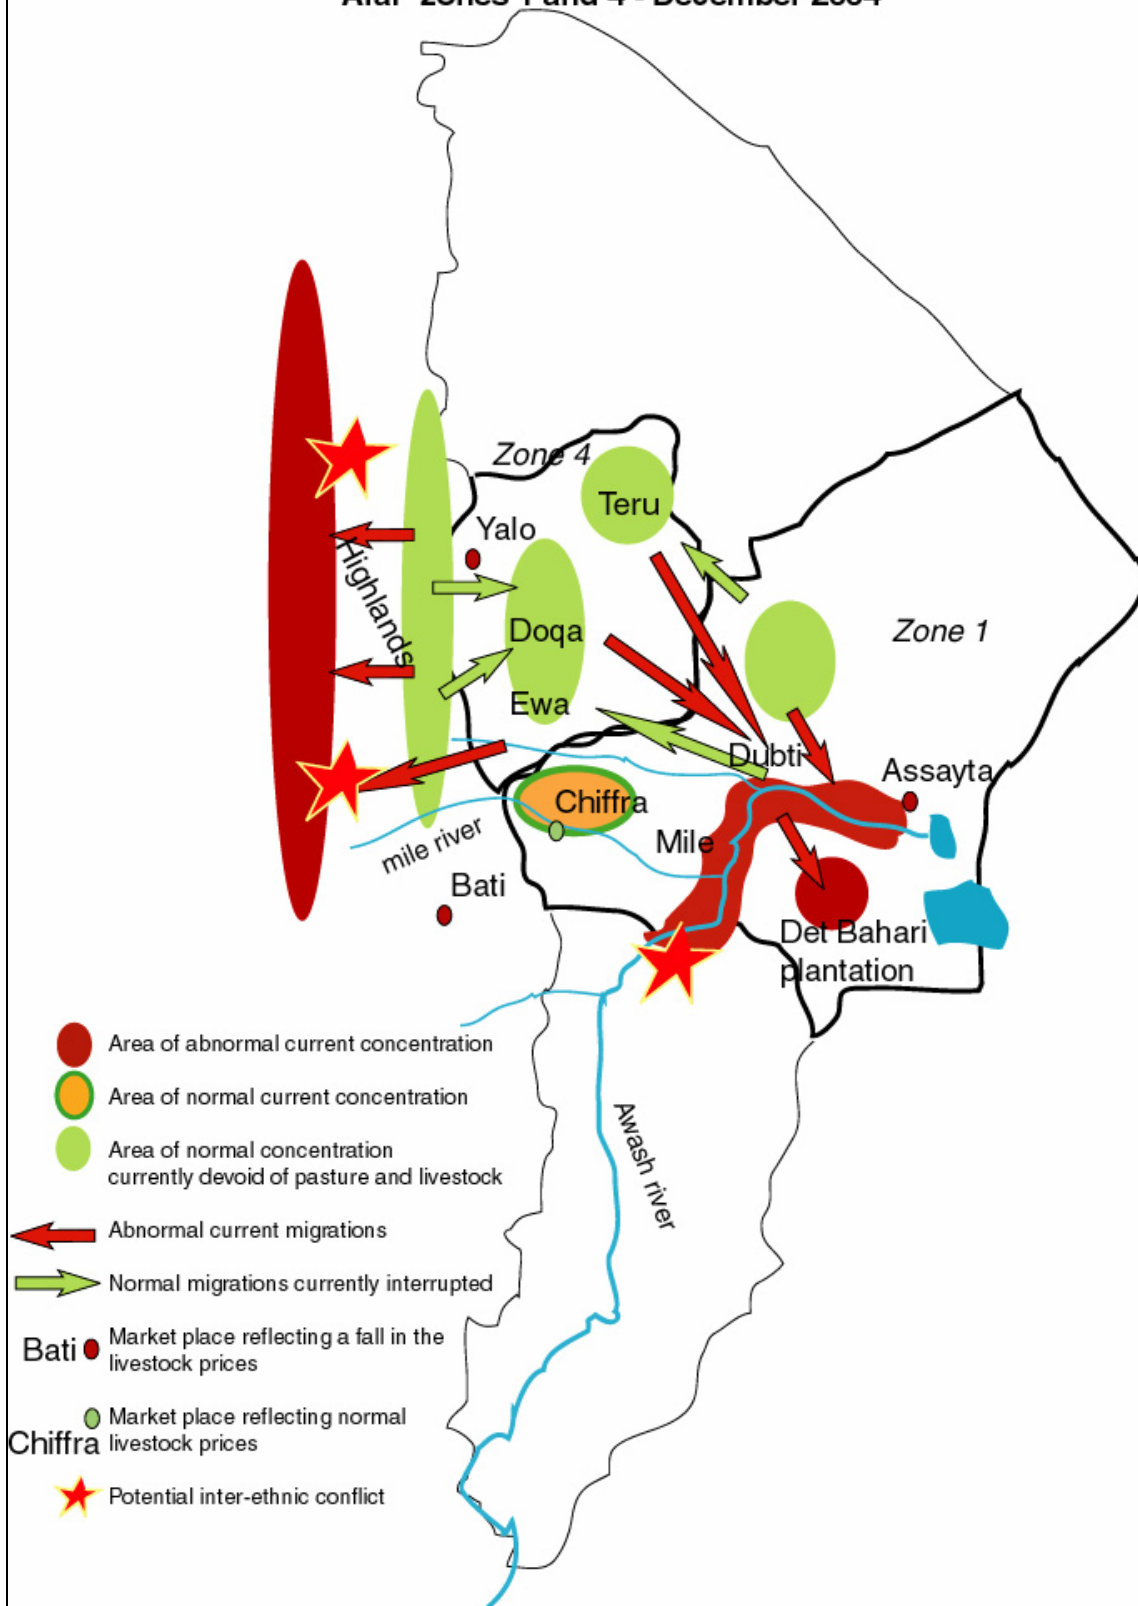 Zone 4
Teru
Yalo
Highlands
Doqa
Zone 1
Ewa
Dubti
Assayta
Chiffra
mile river
Mile
Bati
Det Bahari
plantation
Area of abnormal current concentration
Area of normal current concentration
Area of normal concentration
currently devoid of pasture and livestock
Awash river
Abnormal current migrations
Normal migrations currently interrupted
Bati
Market place reflecting a fall in the
livestock prices
Market place reflecting normal
Chiffra
livestock prices
Potential inter-ethnic conflict